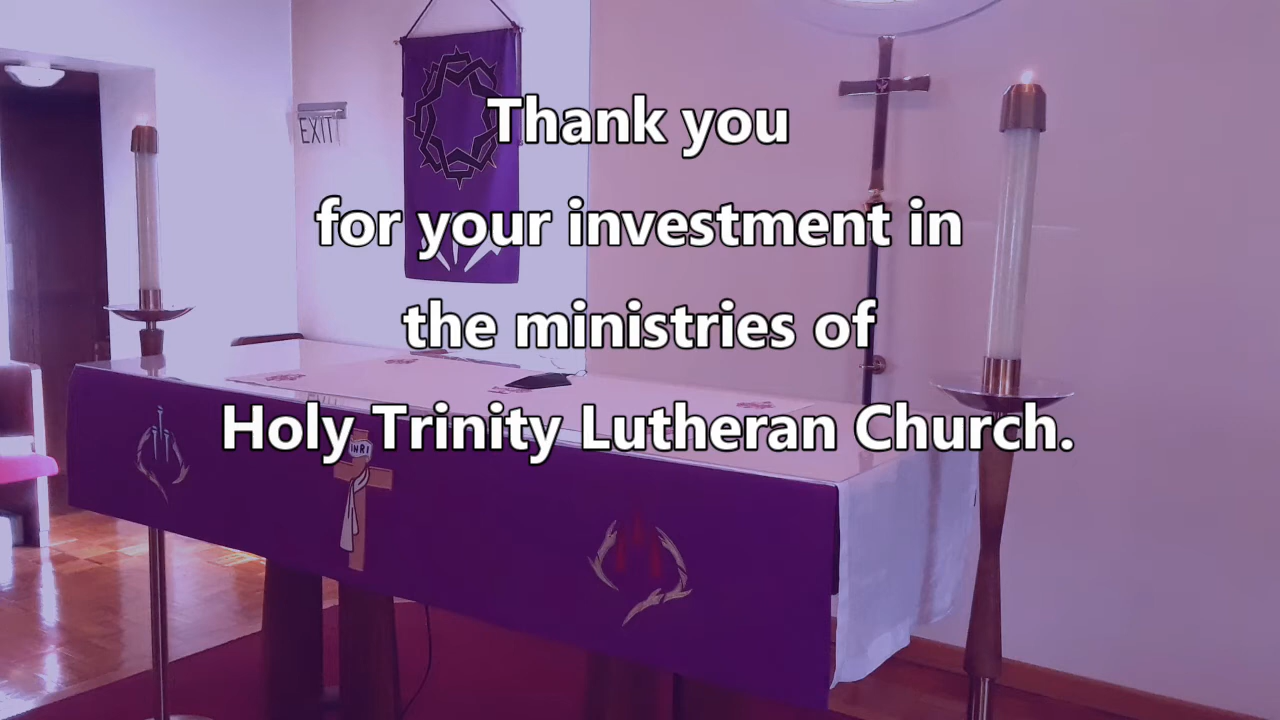 EXIT
Thank you
for your investment in
the ministries of
Holy Trinity Lutheran Church.
INRI